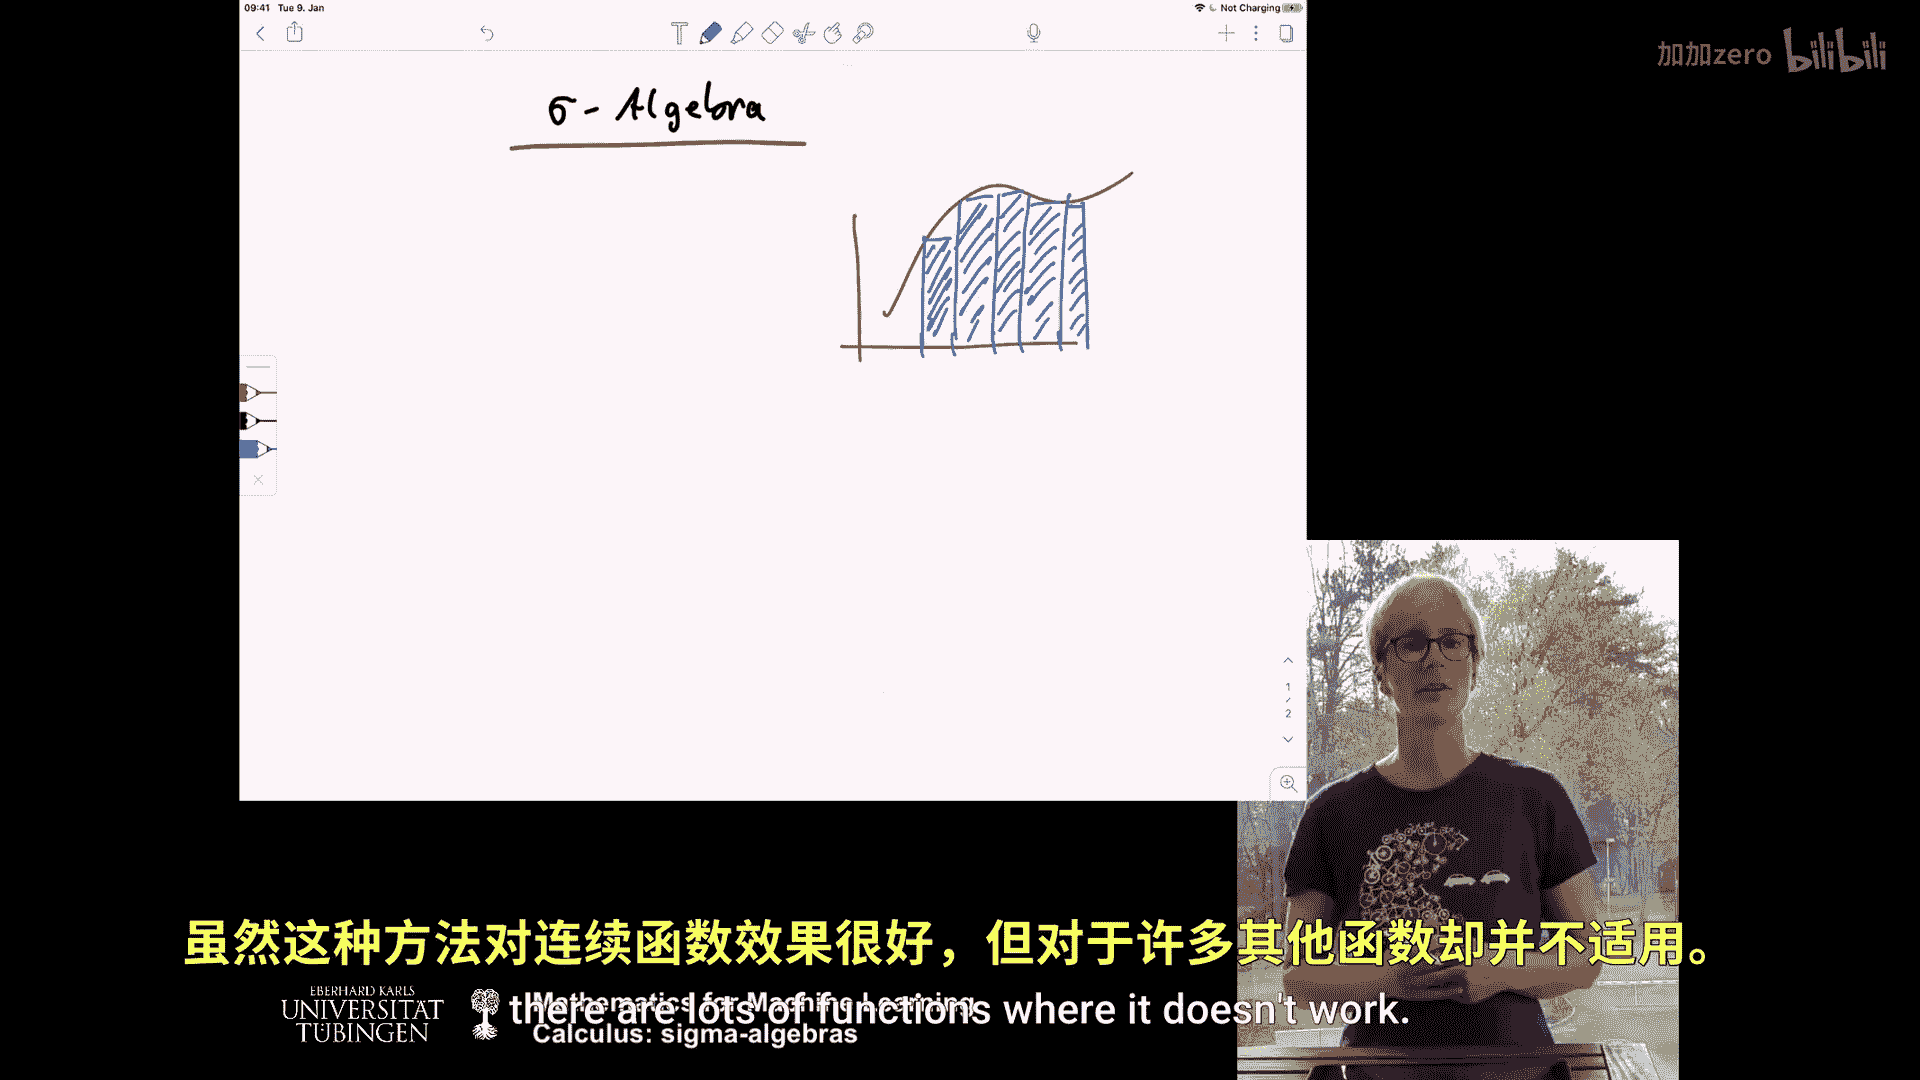 09:41 Tue 9. Jan
Not Charging
加加zero bilibili
T
σ - Algebra
1
/
2
虽然这种方法对连续函数效果很好，但对于许多其他函数却并不适用。
EBERHARD KARLS
UNIVERSITÄT
TÜBINGEN
Mathematics for Machine Learning
there are lots of functions where it doesn't work.
Calculus: sigma-algebras